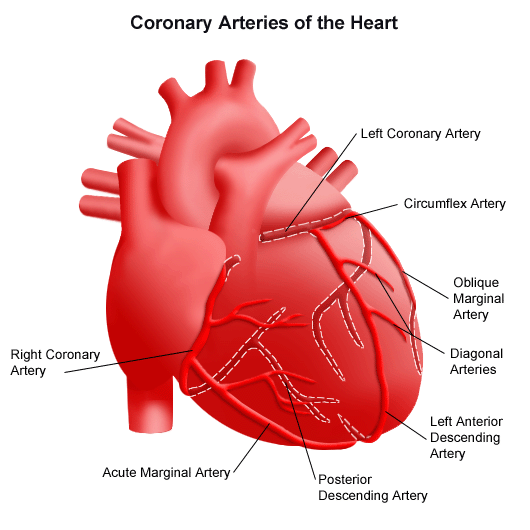 Coronary Arteries of the Heart
Left Coronary Artery
Circumflex Artery
Oblique
Marginal
Artery
Diagonal
Arteries
Left Anterior
Descending
Artery
Right Coronary
Artery
Acute Marginal Artery
Posterior
Descending Artery